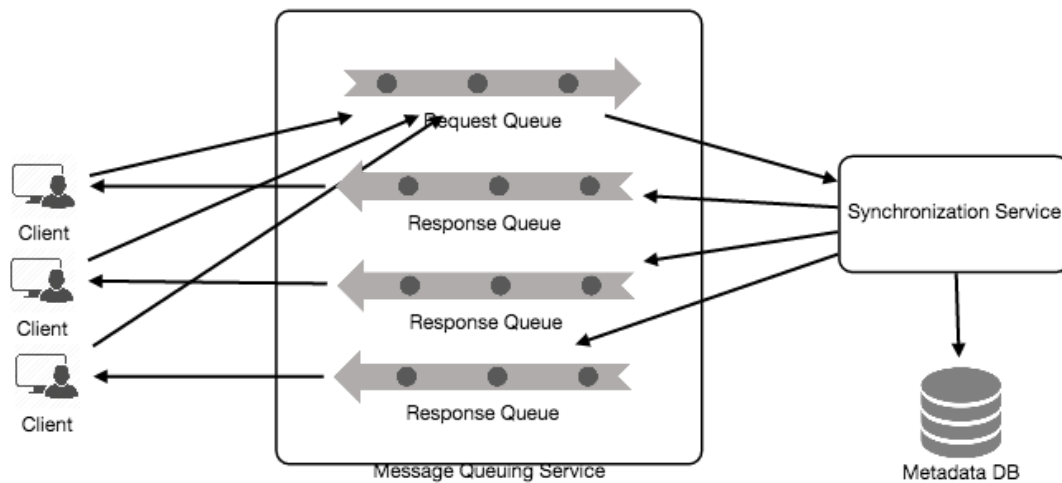 Request Queue
Client
Response Queue
Synchronization Service
Client
Response Queue
Client
Response Queue
Message Queuing Service
Metadata DB